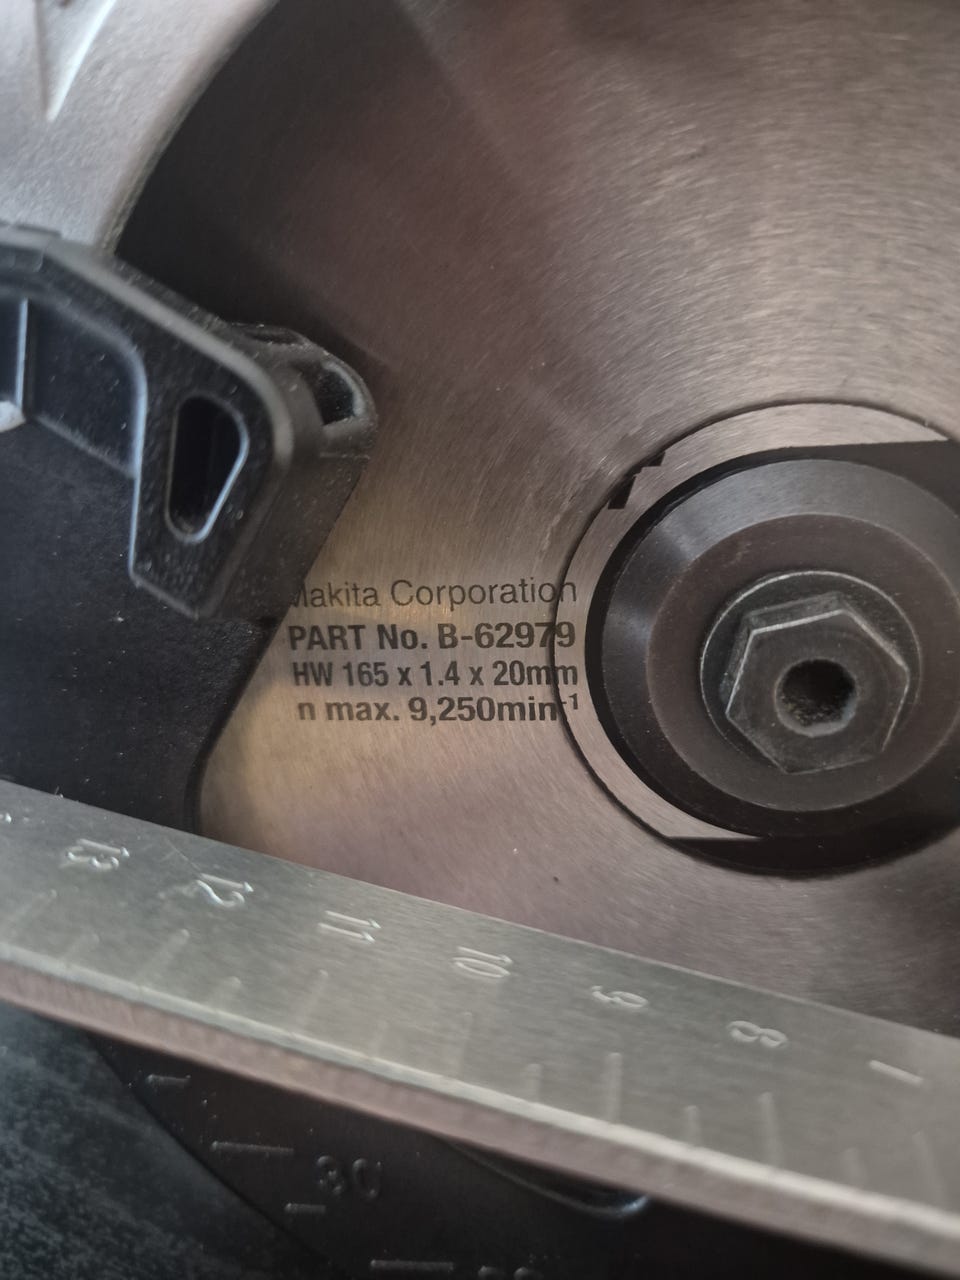 Makita Corporation
PART No. B-62979
HW 165 x 1.4 x 20mm
n max. 9,250min⁻¹
13 12 11 10 9 8
30